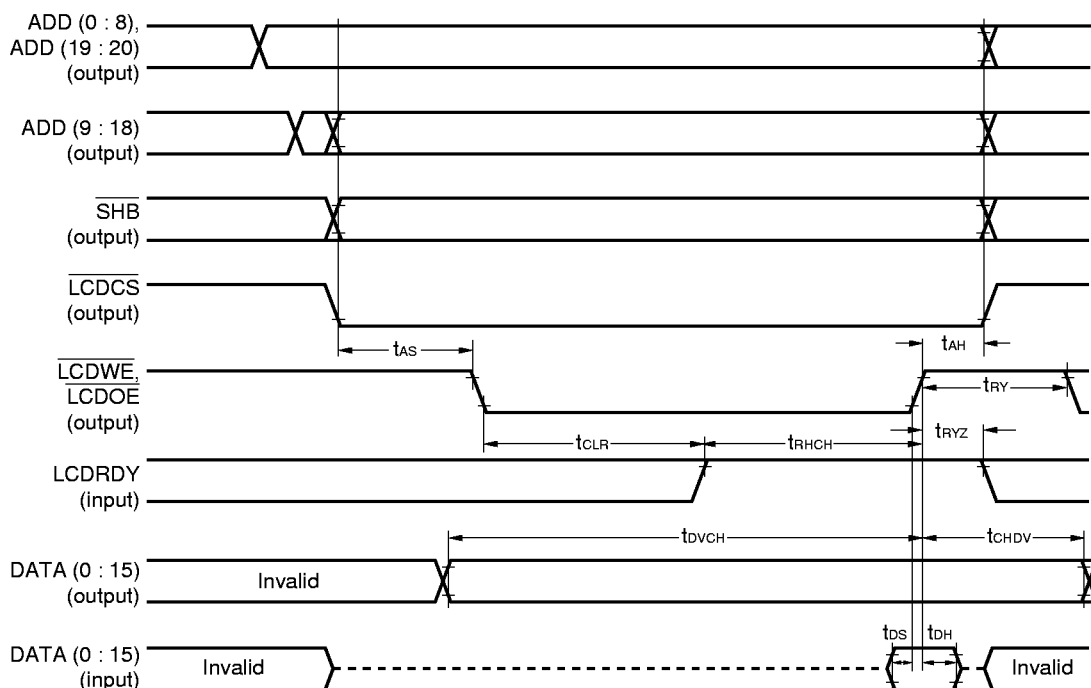 ADD (0 : 8),
ADD (19 : 20)
(output)
ADD (9 : 18)
(output)
SHB
(output)
LCDCS
(output)
tAS
tAH
LCDWE,
LCDOE
(output)
tRY
tRYZ
tCLR
tRHCH
LCDRDY
(input)
tDVCH
tCHDV
DATA (0 : 15)
(output)
Invalid
tDS
tDH
DATA (0 : 15)
(input)
Invalid
Invalid